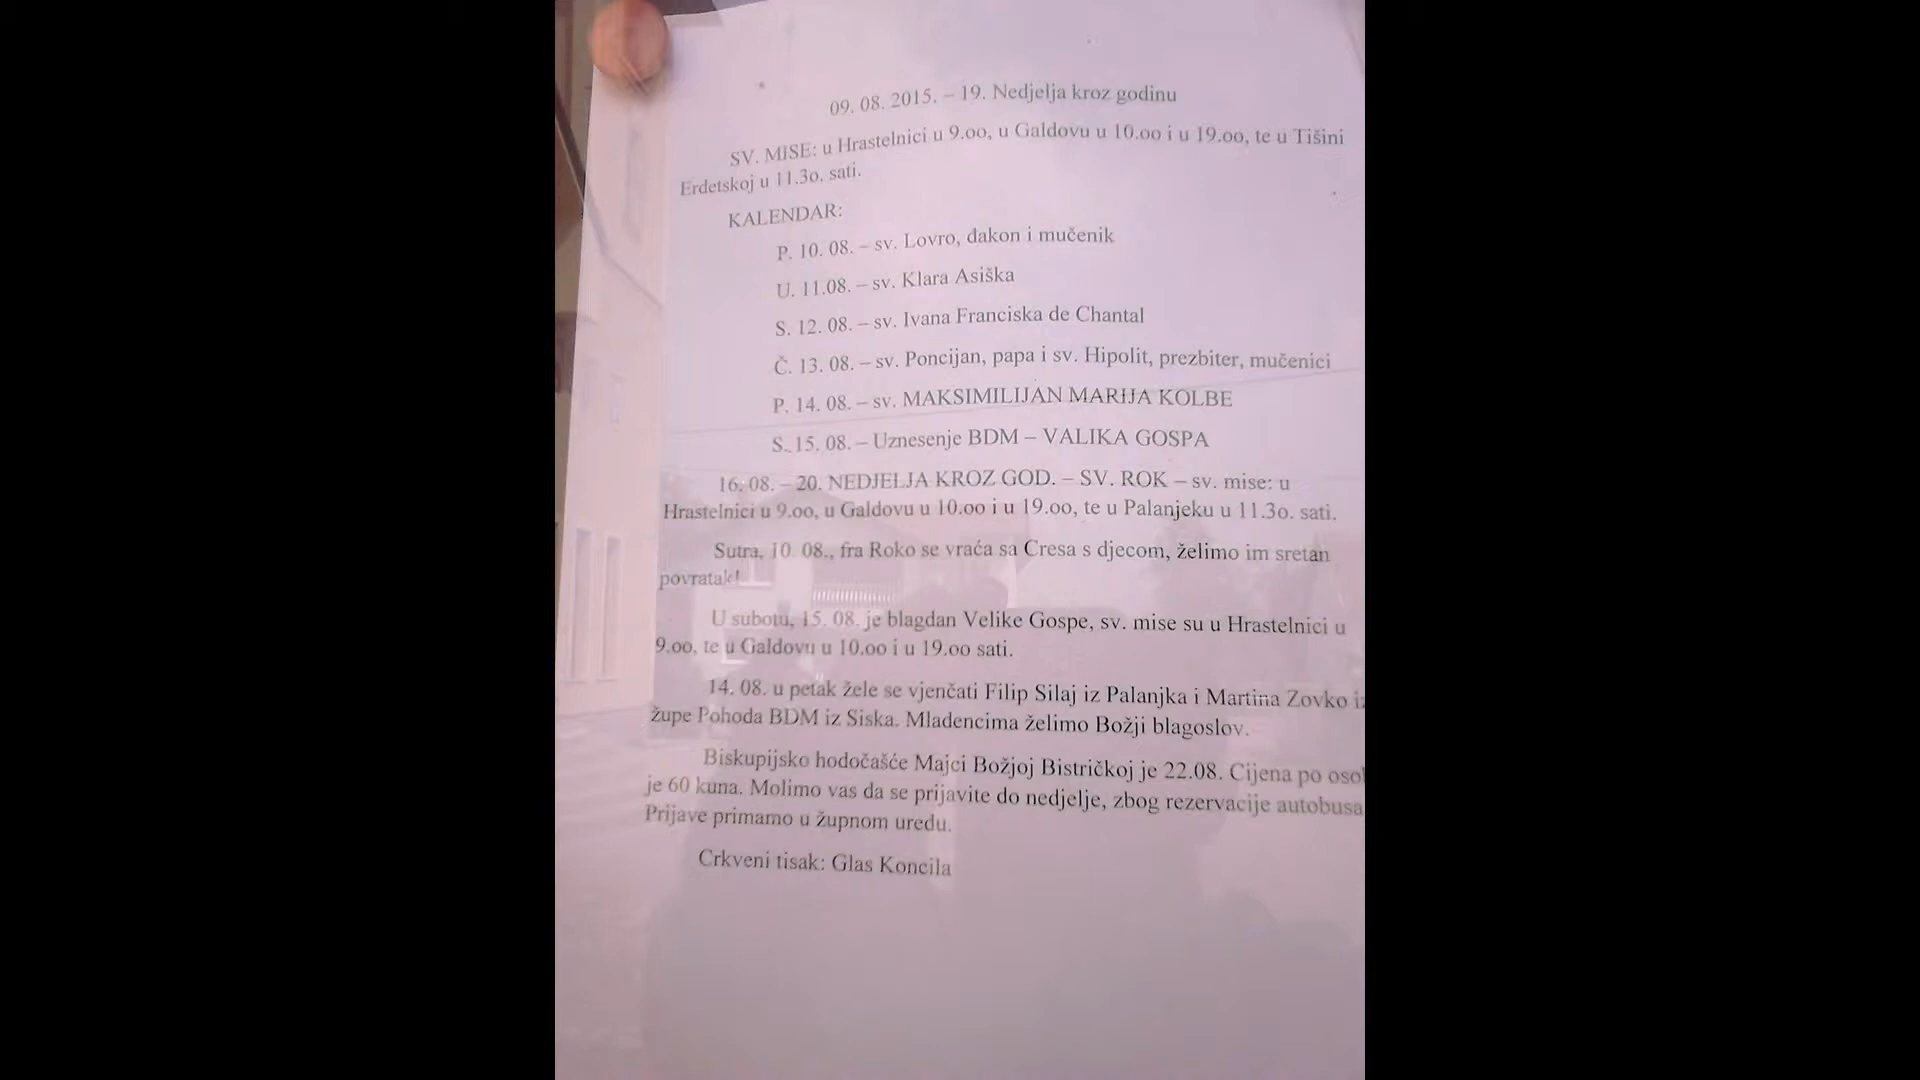 09. 08. 2015. – 19. Nedjelja kroz godinu
SV. MISE: u Hrastelnici u 9.oo, u Galdovu u 10.oo i u 19.oo, te u Tišini
Erdetskoj u 11.3o. sati.
KALENDAR:
P. 10. 08. – sv. Lovro, đakon i mučenik
U. 11.08. – sv. Klara Asiška
S. 12. 08. – sv. Ivana Franciska de Chantal
Č. 13. 08. – sv. Poncijan, papa i sv. Hipolit, prezbiter, mučenici
P. 14. 08. – sv. MAKSIMILIJAN MARIJA KOLBE
S. 15. 08. – Uznesenje BDM – VALIKA GOSPA
16. 08. – 20. NEDJELJA KROZ GOD. – SV. ROK – sv. mise: u
Hrastelnici u 9.oo, u Galdovu u 10.oo i u 19.oo, te u Palanjeku u 11.3o. sati.
Sutra, 10. 08., fra Roko se vraća sa Cresa s djecom, želimo im sretan
povratak!
U subotu, 15. 08. je blagdan Velike Gospe, sv. mise su u Hrastelnici u
9.oo, te u Galdovu u 10.oo i u 19.oo sati.
14. 08. u petak žele se vjenčati Filip Silaj iz Palanjka i Martina Zovko iz
župe Pohoda BDM iz Siska. Mladencima želimo Božji blagoslov.
Biskupijsko hodočašće Majci Božjoj Bistričkoj je 22.08. Cijena po oso
je 60 kuna. Molimo vas da se prijavite do nedjelje, zbog rezervacije autobusa
Prijave primamo u župnom uredu.
Crkveni tisak: Glas Koncila